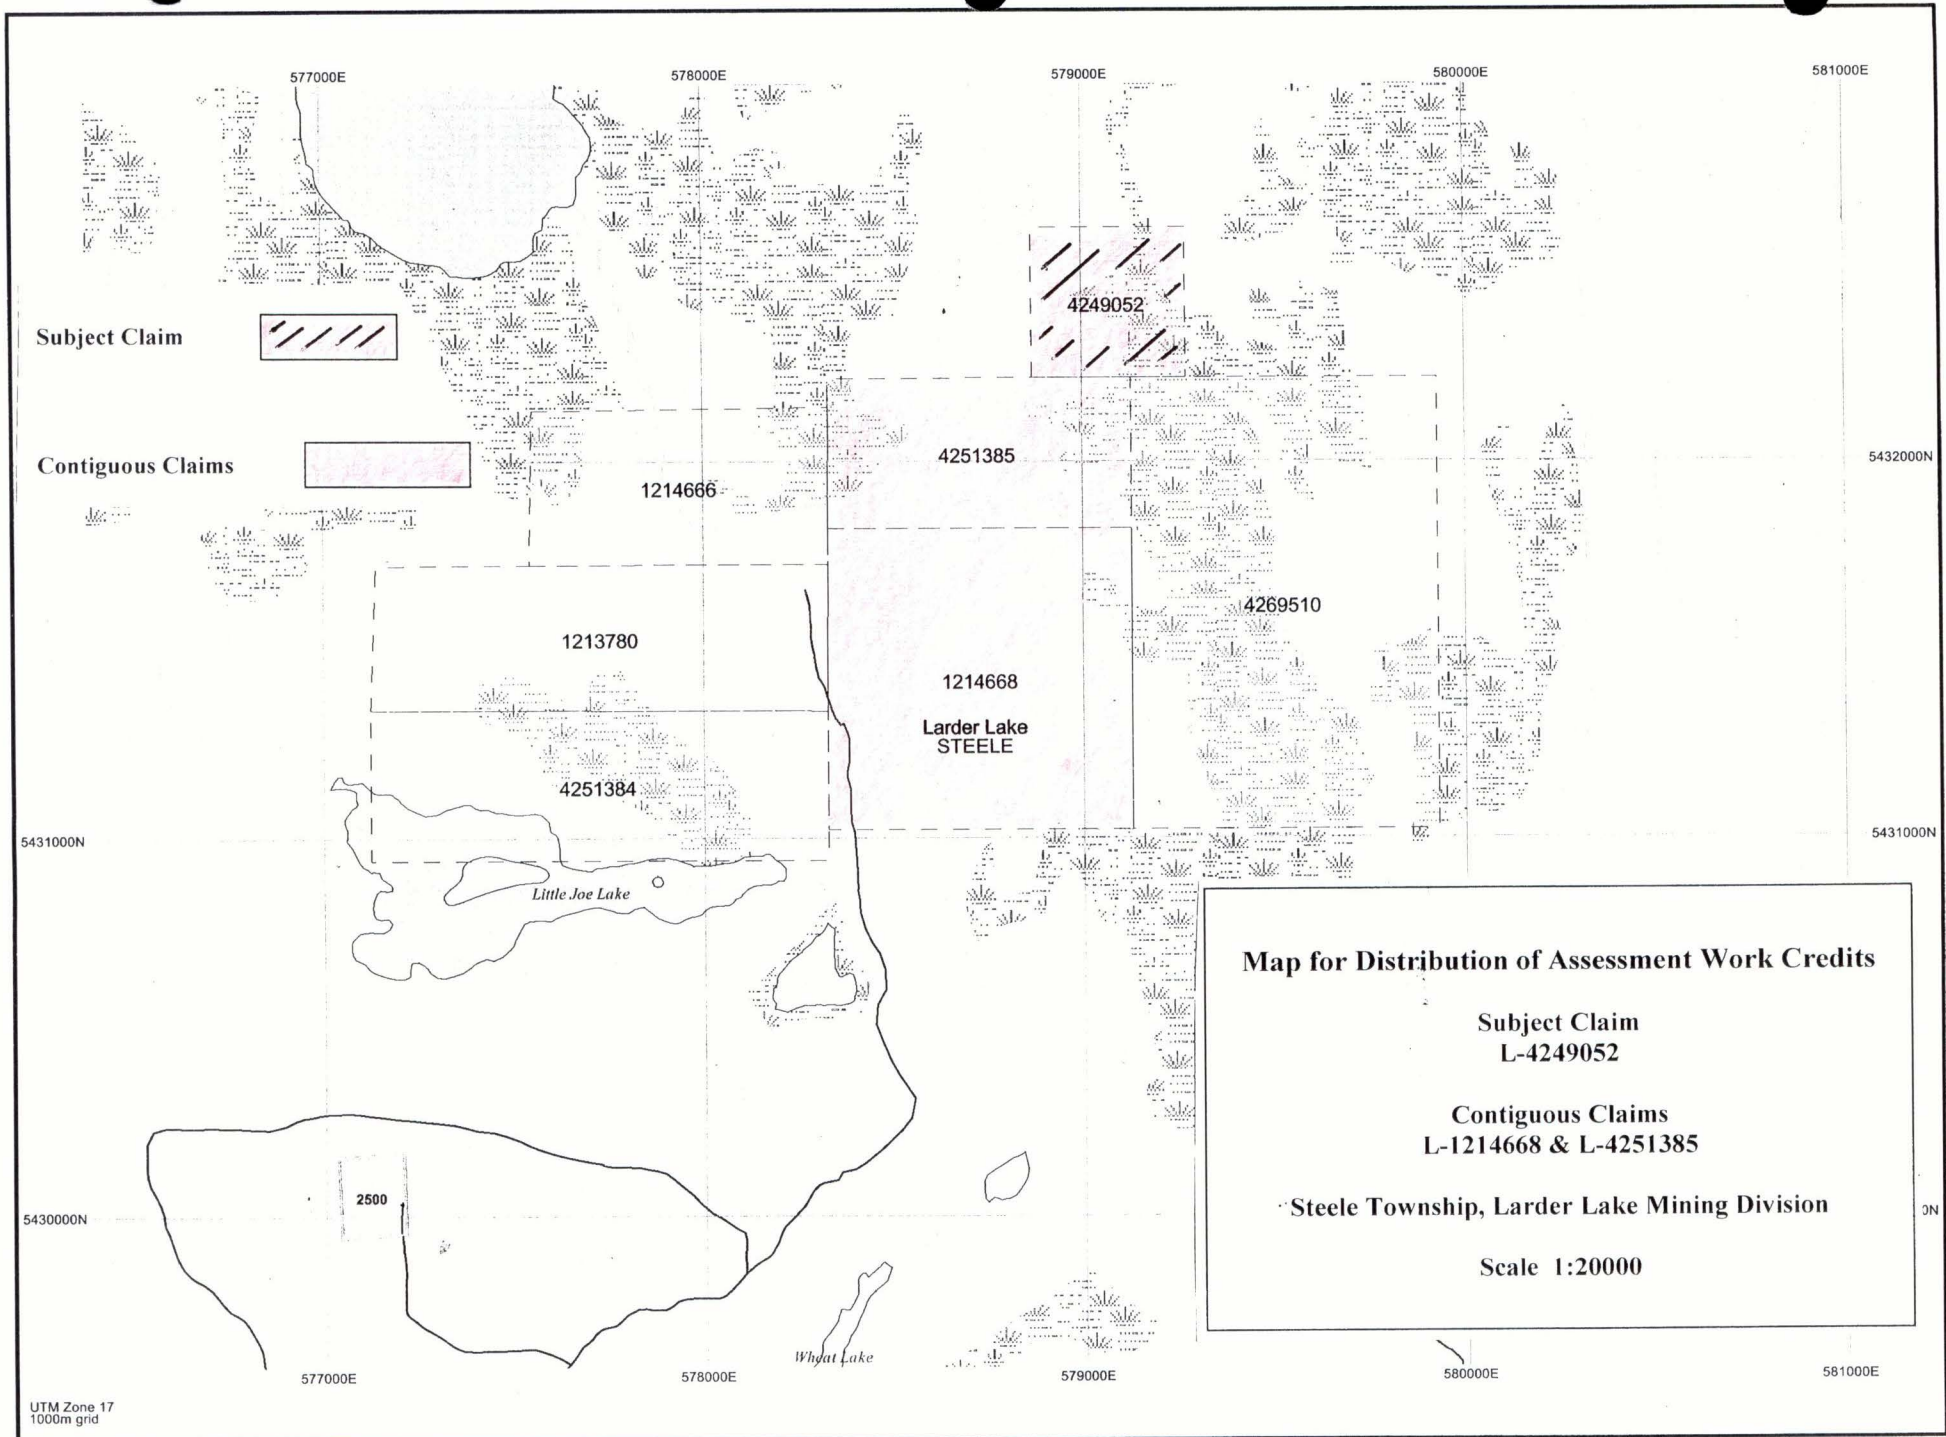 577000E
578000E
579000E
580000E
581000E
4249052
Subject Claim
4251385
5432000N
Contiguous Claims
1214666
4269510
1213780
1214668
Larder Lake
STEELE
4251384
5431000N
5431000N
Little Joe Lake
Map for Distribution of Assessment Work Credits
Subject Claim
L-4249052
Contiguous Claims
L-1214668 & L-4251385
Steele Township, Larder Lake Mining Division
Scale 1:20000
2500
5430000N
0N
Wheat Lake
577000E
578000E
579000E
580000E
581000E
UTM Zone 17
1000m grid